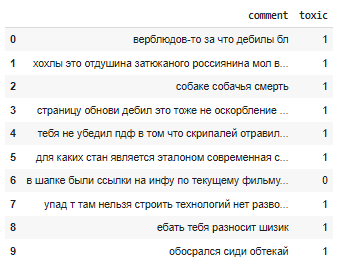 comment toxic
0 верблюдов-то за что дебилы бл 1
1 хохлы это отдушина затюканого россиянина мол в... 1
2 собаке собачья смерть 1
3 страницу обнови дебил это тоже не оскорбление ... 1
4 тебя не убедил пдф в том что скрипалей отравил... 1
5 для каких стан является эталоном современная с... 1
6 в шапке были ссылки на инфу по текущему фильму... 0
7 упад т там нельзя строить технологий нет разво... 1
8 ебать тебя разносит шизик 1
9 обосрался сиди обтекай 1